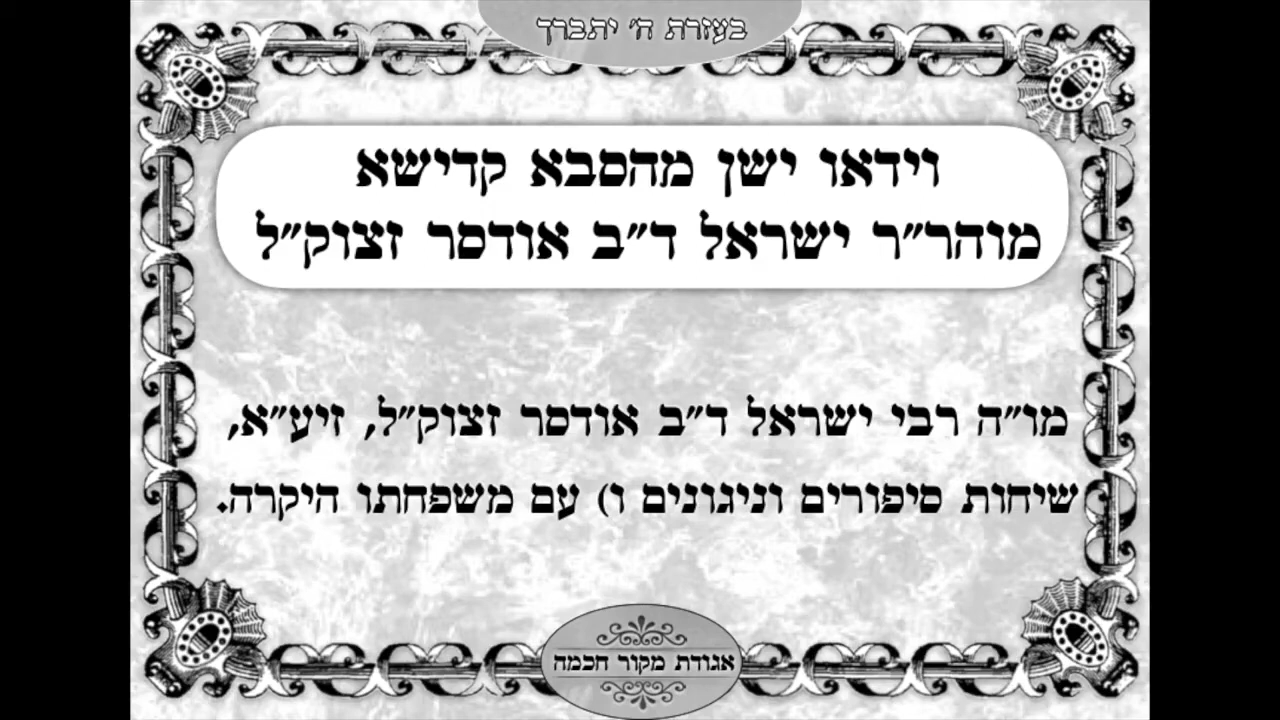 בעזרת ה׳ יתברך
וידאו ישן מהסבא קדישא
מוהר״ר ישראל ד״ב אודסר זצוק״ל
מו״ה רבי ישראל ד״ב אודסר זצוק״ל, זיע״א,
שיחות סיפורים וניגונים ו) עם משפחתו היקרה.
אגודת מקור חכמה